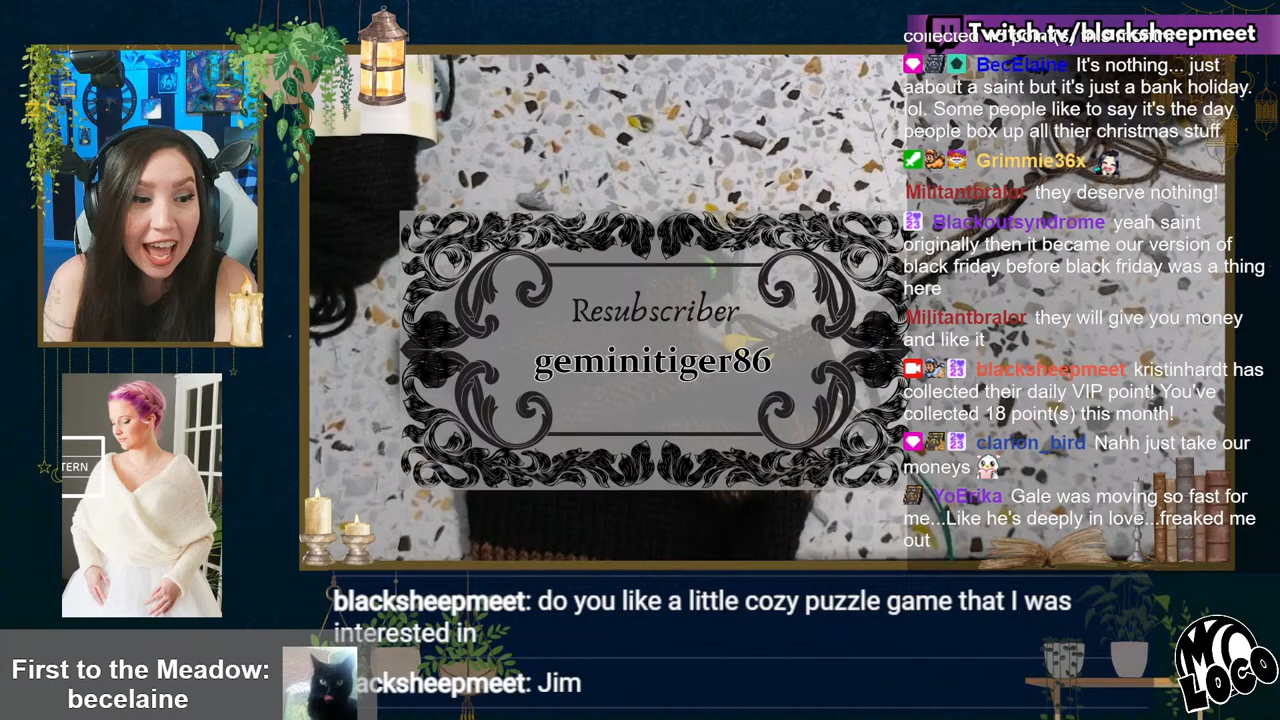 Twitch.tv/blacksheepmeet
BecElaine It's nothing... just
aabout a saint but it's just a bank holiday.
lol. Some people like to say it's the day
people box up all thier christmas stuff.
Grimmie36x
Militantbralor they deserve nothing!
Blackoutsyndrome yeah saint
originally then it became our version of
black friday before black friday was a thing
here
Militantbralor they will give you money
and like it
blacksheepmeet kristinhardt has
collected their daily VIP point! You've
collected 18 point(s) this month!
clarion_bird Nahh just take our
moneys
YoErika Gale was moving so fast for
me...Like he's deeply in love...freaked me
out
Resubscriber
geminitiger86
TERN
blacksheepmeet: do you like a little cozy puzzle game that I was
interested in
acksheepmeet: Jim
First to the Meadow:
becelaine
MC
LOCO